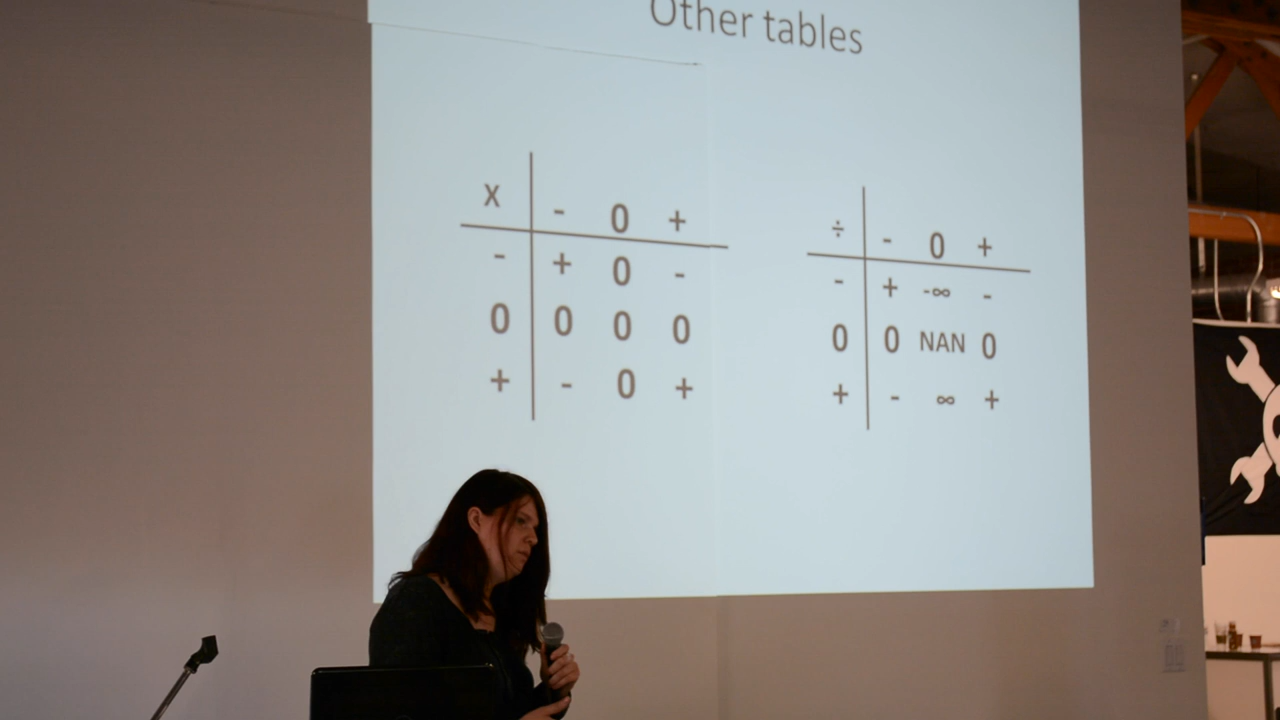 Other tables
x - 0 +
- + 0 -
0 0 0 0
+ - 0 +
÷ - 0 +
- + -∞ -
0 0 NAN 0
+ - ∞ +